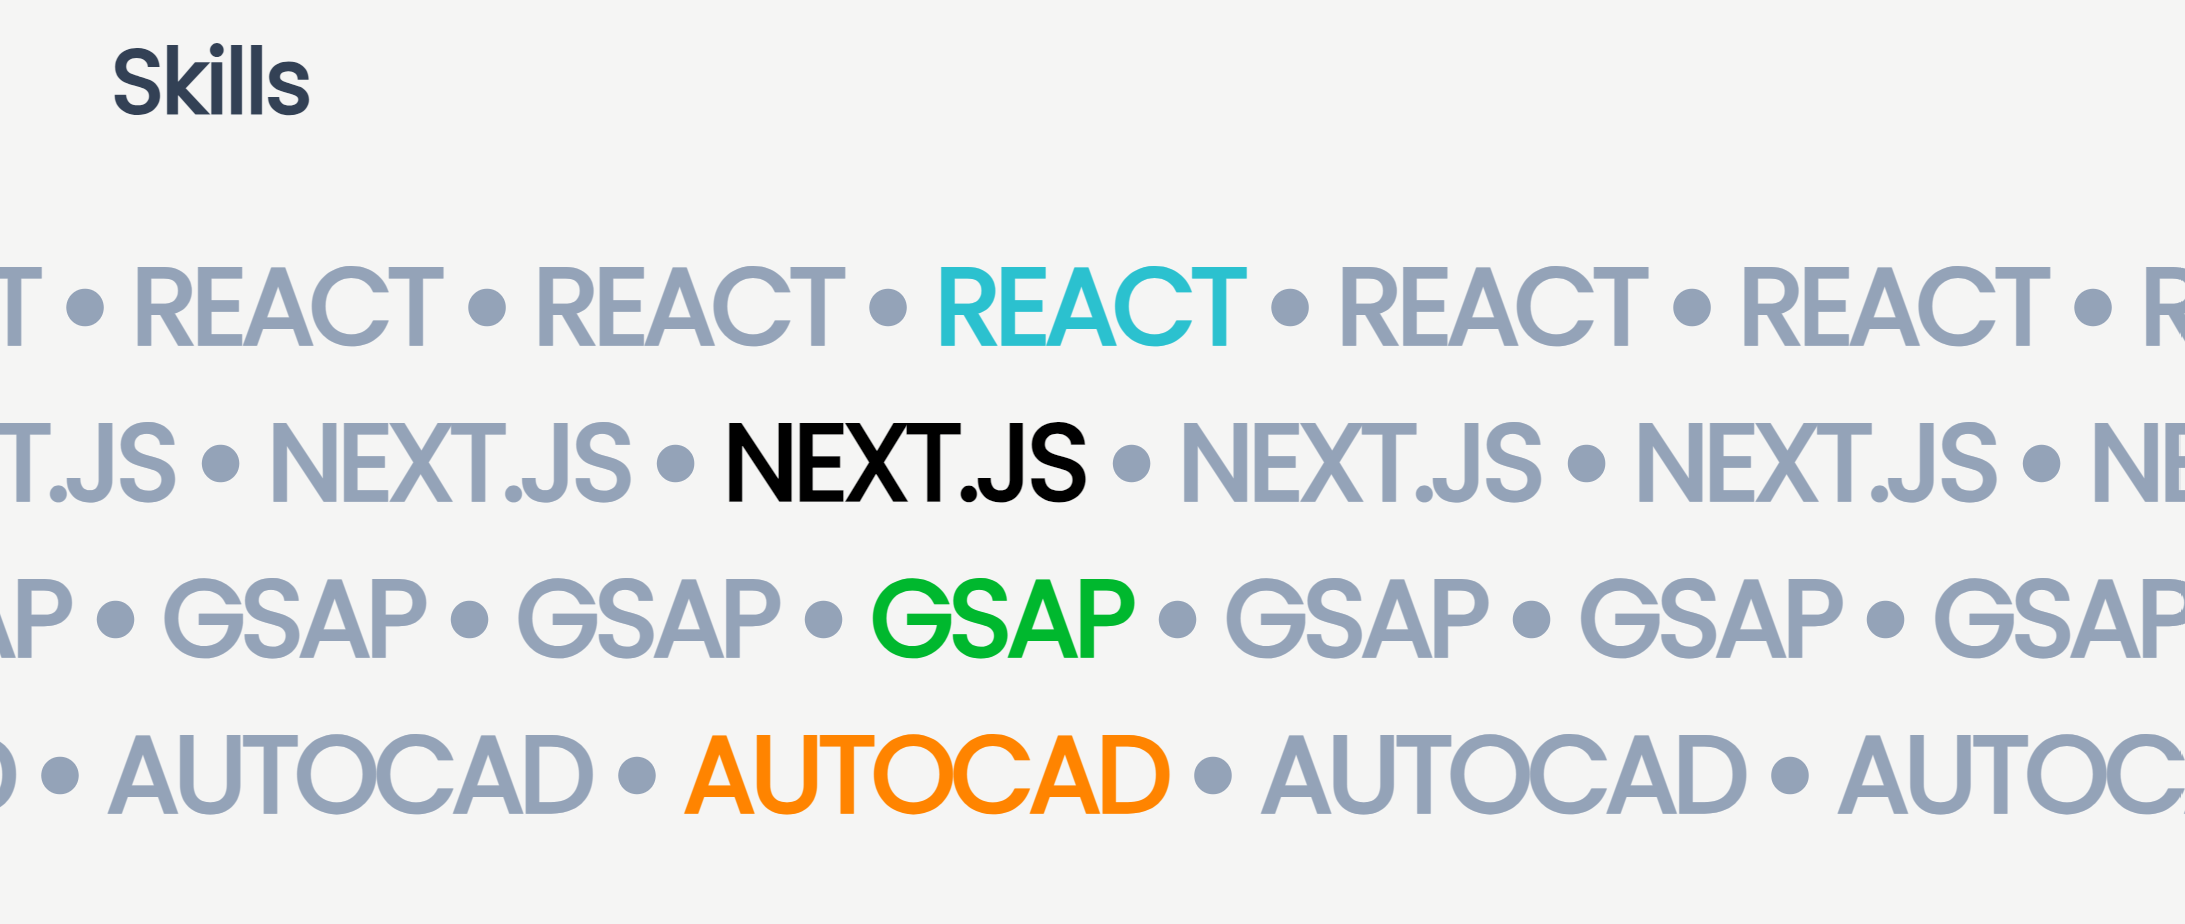 Skills
T • REACT • REACT • REACT • REACT • REACT • R
T.JS • NEXT.JS • NEXT.JS • NEXT.JS • NEXT.JS • NE
AP • GSAP • GSAP • GSAP • GSAP • GSAP • GSAP
D • AUTOCAD • AUTOCAD • AUTOCAD • AUTOC